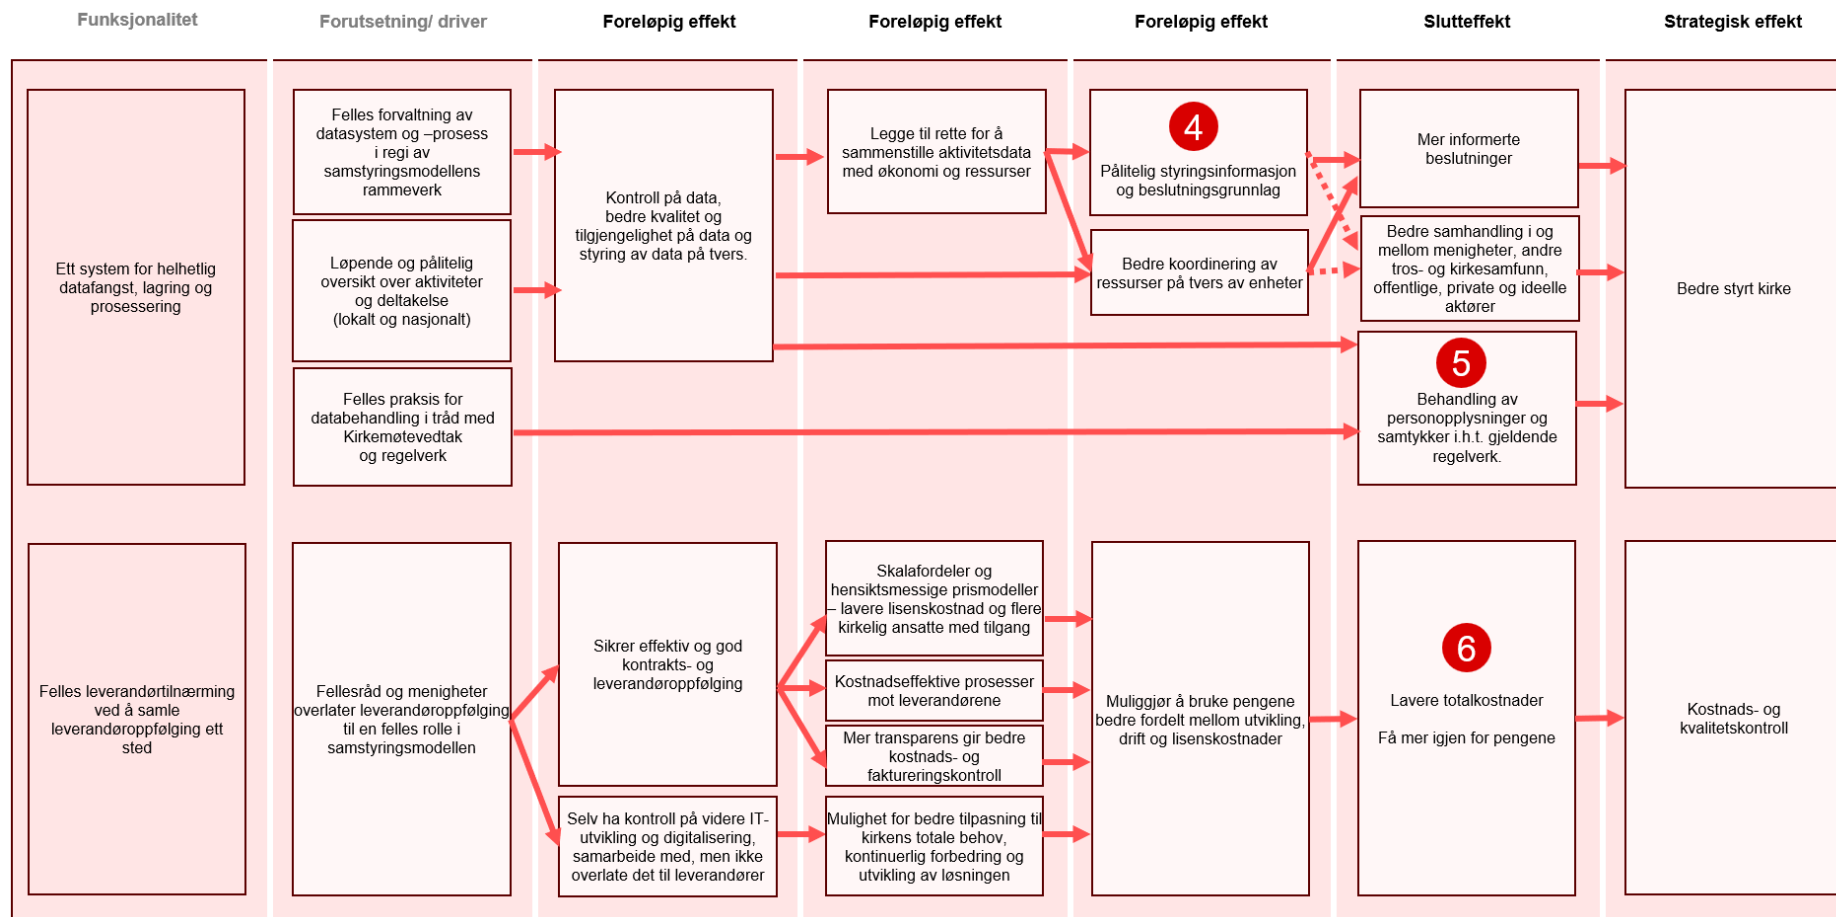 Funksjonalitet
Forutsetning/ driver
Foreløpig effekt
Foreløpig effekt
Foreløpig effekt
Slutteffekt
Strategisk effekt
Ett system for helhetlig
datafangst, lagring og
prosessering
Felles forvaltning av
datasystem og –prosess
i regi av
samstyringsmodellens
rammeverk
Løpende og pålitelig
oversikt over aktiviteter
og deltakelse
(lokalt og nasjonalt)
Felles praksis for
databehandling i tråd med
Kirkemøtevedtak
og regelverk
Kontroll på data,
bedre kvalitet og
tilgjengelighet på data og
styring av data på tvers.
Legge til rette for å
sammenstille aktivitetsdata
med økonomi og ressurser
4
Pålitelig styringsinformasjon
og beslutningsgrunnlag
Bedre koordinering av
ressurser på tvers av enheter
Mer informerte
beslutninger
Bedre samhandling i og
mellom menigheter, andre
tros- og kirkesamfunn,
offentlige, private og ideelle
aktører
5
Behandling av
personopplysninger og
samtykker i.h.t. gjeldende
regelverk.
Bedre styrt kirke
Felles leverandørtilnærming
ved å samle
leverandøroppfølging ett
sted
Fellesråd og menigheter
overlater leverandøroppfølging
til en felles rolle i
samstyringsmodellen
Sikrer effektiv og god
kontrakts- og
leverandøroppfølging
Selv ha kontroll på videre IT-
utvikling og digitalisering,
samarbeide med, men ikke
overlate det til leverandører
Skalafordeler og
hensiktsmessige prismodeller
– lavere lisenskostnad og flere
kirkelig ansatte med tilgang
Kostnadseffektive prosesser
mot leverandørene
Mer transparens gir bedre
kostnads- og
faktureringskontroll
Mulighet for bedre tilpasning til
kirkens totale behov,
kontinuerlig forbedring og
utvikling av løsningen
Muliggjør å bruke pengene
bedre fordelt mellom utvikling,
drift og lisenskostnader
6
Lavere totalkostnader
Få mer igjen for pengene
Kostnads- og
kvalitetskontroll